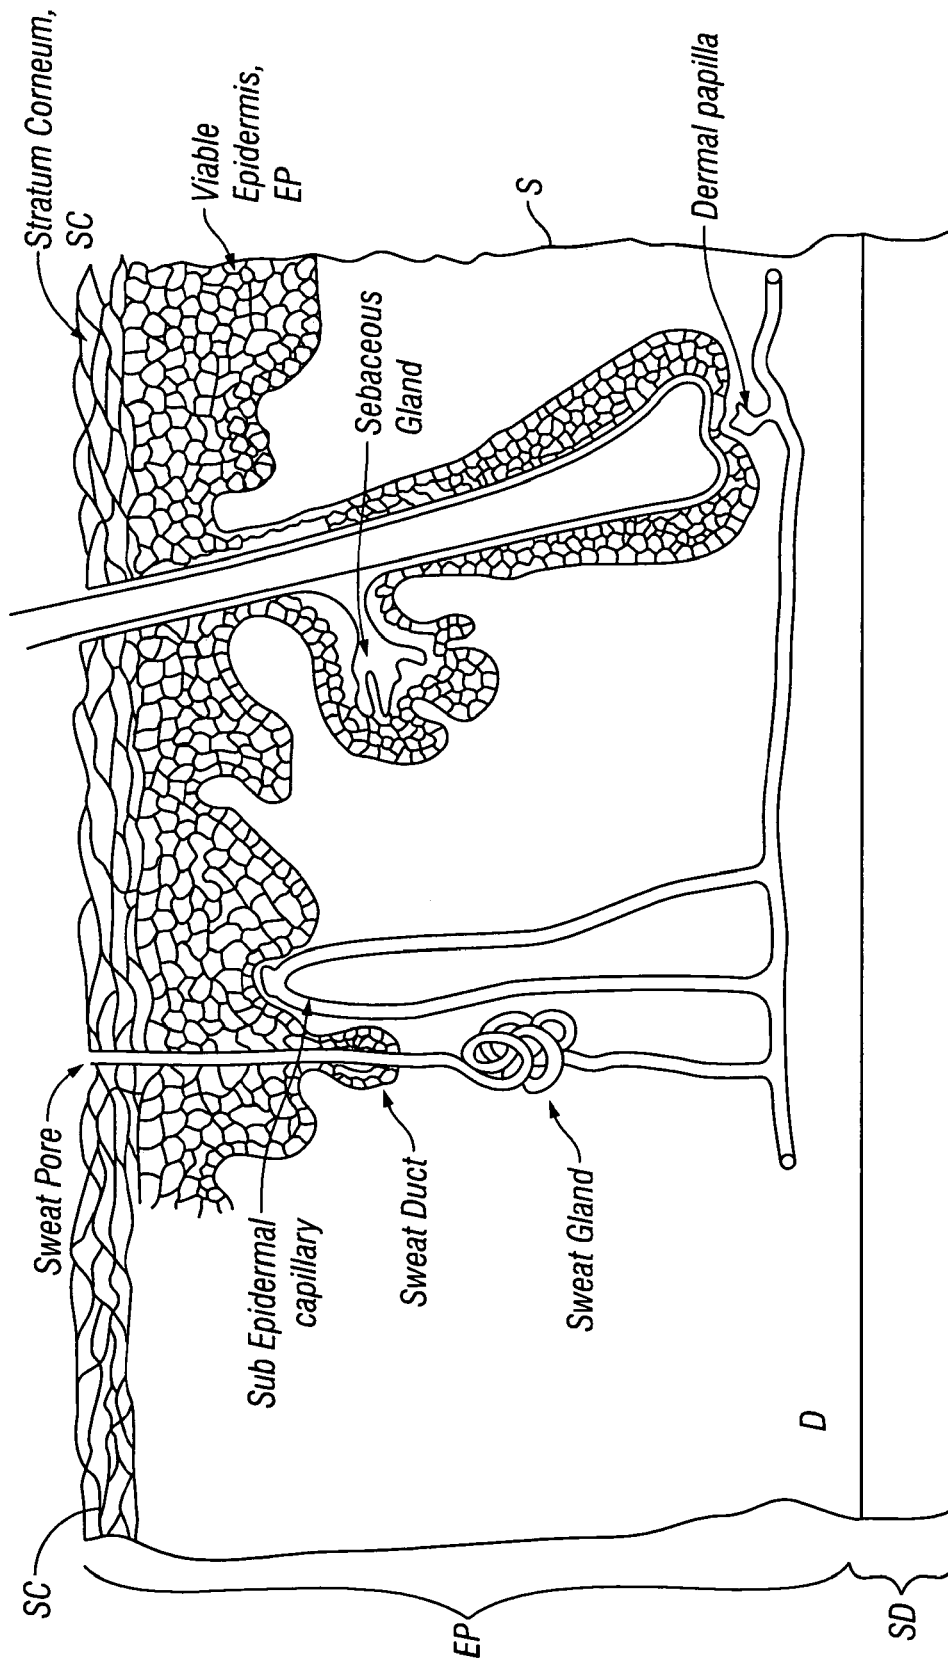 Stratum Corneum,
SC
Viable
Epidermis,
EP
S
Dermal papilla
Sebaceous
Gland
Sweat Pore
Sub Epidermal
capillary
Sweat Duct
Sweat Gland
D
SC
EP
SD